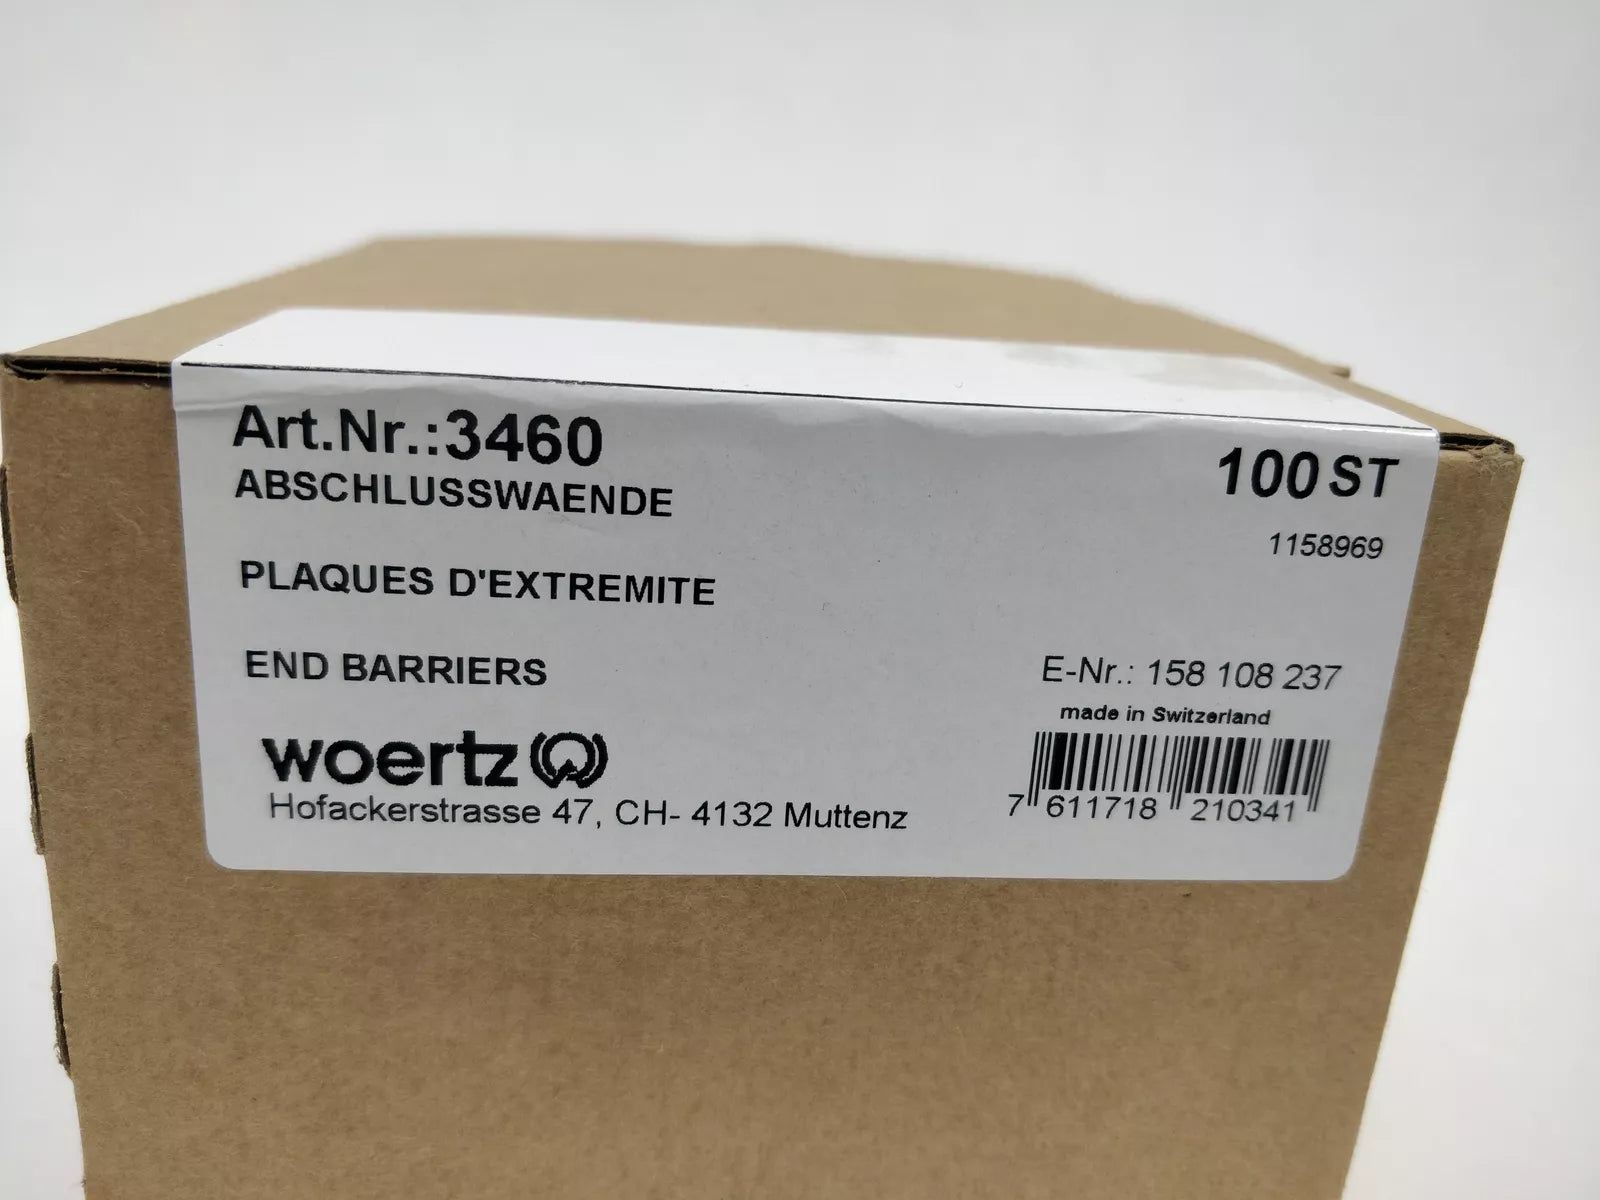 Art.Nr.:3460
ABSCHLUSSWAENDE
100 ST
1158969
PLAQUES D'EXTREMITE
END BARRIERS
E-Nr.: 158 108 237
made in Switzerland
woertz
Hofackerstrasse 47, CH- 4132 Muttenz
7 611718 210341